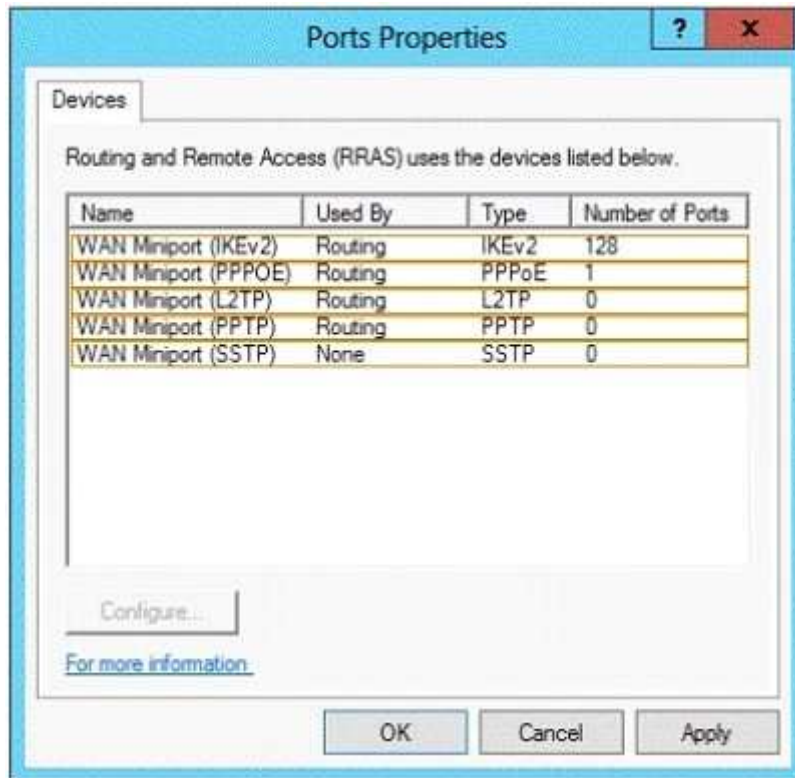 Ports Properties
?
x
Devices
Routing and Remote Access (RRAS) uses the devices listed below.
Name Used By Type Number of Ports
WAN Miniport (IKEv2) Routing IKEv2 128
WAN Miniport (PPPOE) Routing PPPoE 1
WAN Miniport (L2TP) Routing L2TP 0
WAN Miniport (PPTP) Routing PPTP 0
WAN Miniport (SSTP) None SSTP 0
Configure...
For more information
OK Cancel Apply